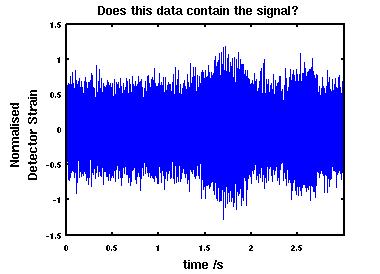 Does this data contain the signal?
1.5
1
0.5
0
-0.5
-1
-1.5
Normalised
Detector Strain
0 0.5 1 1.5 2 2.5
time /s